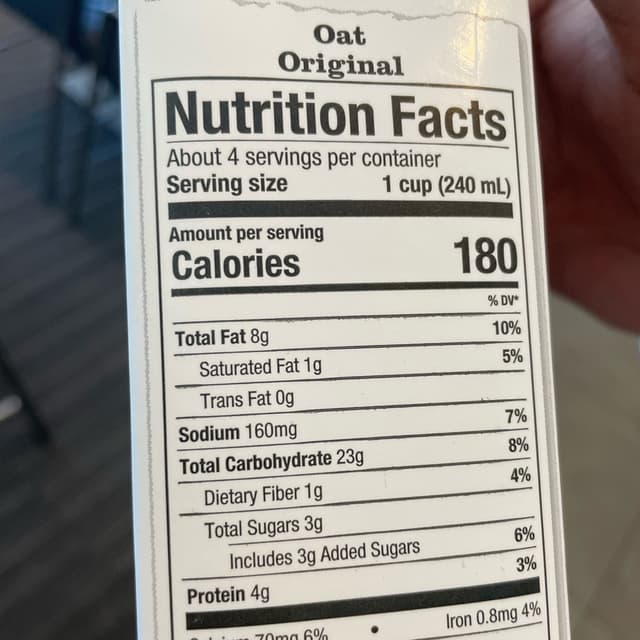 Oat
Original
Nutrition Facts
About 4 servings per container
Serving size 1 cup (240 mL)
Amount per serving
Calories 180
% DV*
Total Fat 8g 10%
Saturated Fat 1g 5%
Trans Fat 0g
Sodium 160mg 7%
Total Carbohydrate 23g 8%
Dietary Fiber 1g 4%
Total Sugars 3g
Includes 3g Added Sugars 6%
Protein 4g 3%
70mg 6% • Iron 0.8mg 4%